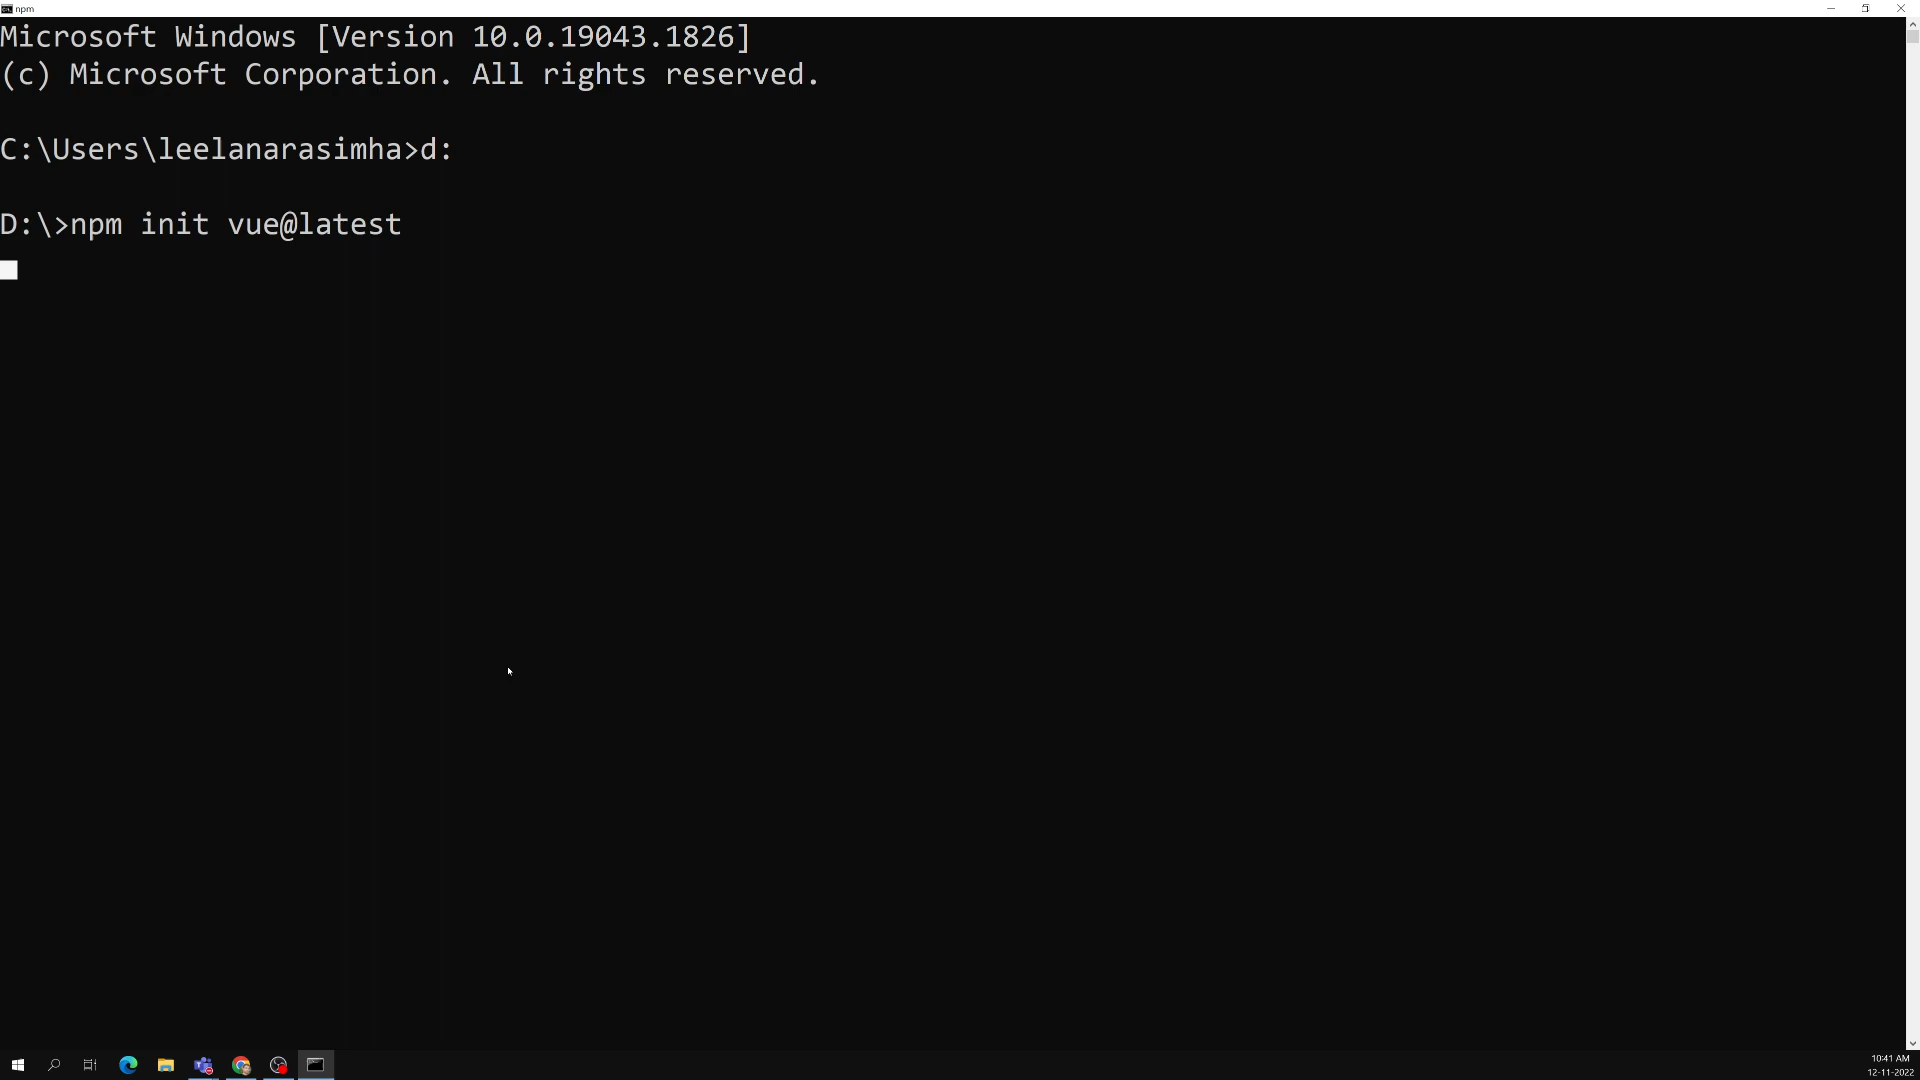 npm
Microsoft Windows [Version 10.0.19043.1826]
(c) Microsoft Corporation. All rights reserved.
C:\Users\leelanarasimha>d:
D:\>npm init vue@latest
10:41 AM
12-11-2022